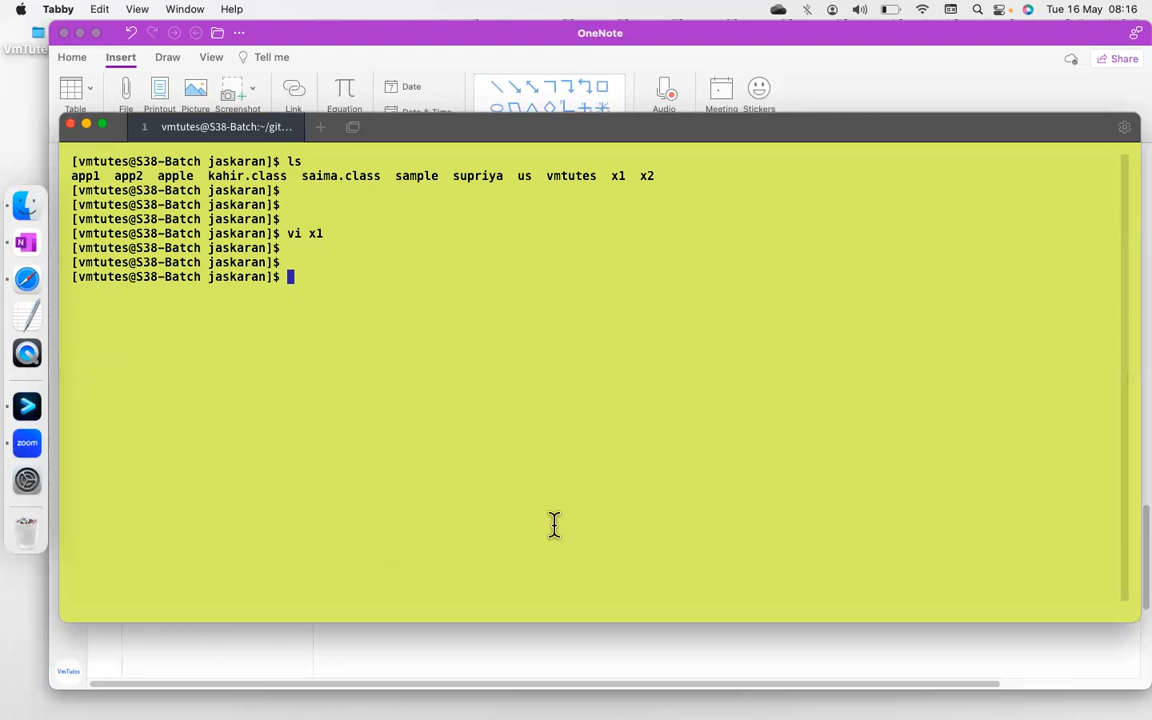 Tabby Edit View Window Help Tue 16 May 08:16
OneNote
Home Insert Draw View Tell me Share
Table File Printout Picture Screenshot Link Equation Date Audio Meeting Stickers
Date & Time
1 vmtutes@S38-Batch:~/git...
[vmtutes@S38-Batch jaskaran]$ ls
app1 app2 apple kahir.class saima.class sample supriya us vmtutes x1 x2
[vmtutes@S38-Batch jaskaran]$
[vmtutes@S38-Batch jaskaran]$
[vmtutes@S38-Batch jaskaran]$
[vmtutes@S38-Batch jaskaran]$ vi x1
[vmtutes@S38-Batch jaskaran]$
[vmtutes@S38-Batch jaskaran]$
[vmtutes@S38-Batch jaskaran]$
zoom
VmTutes